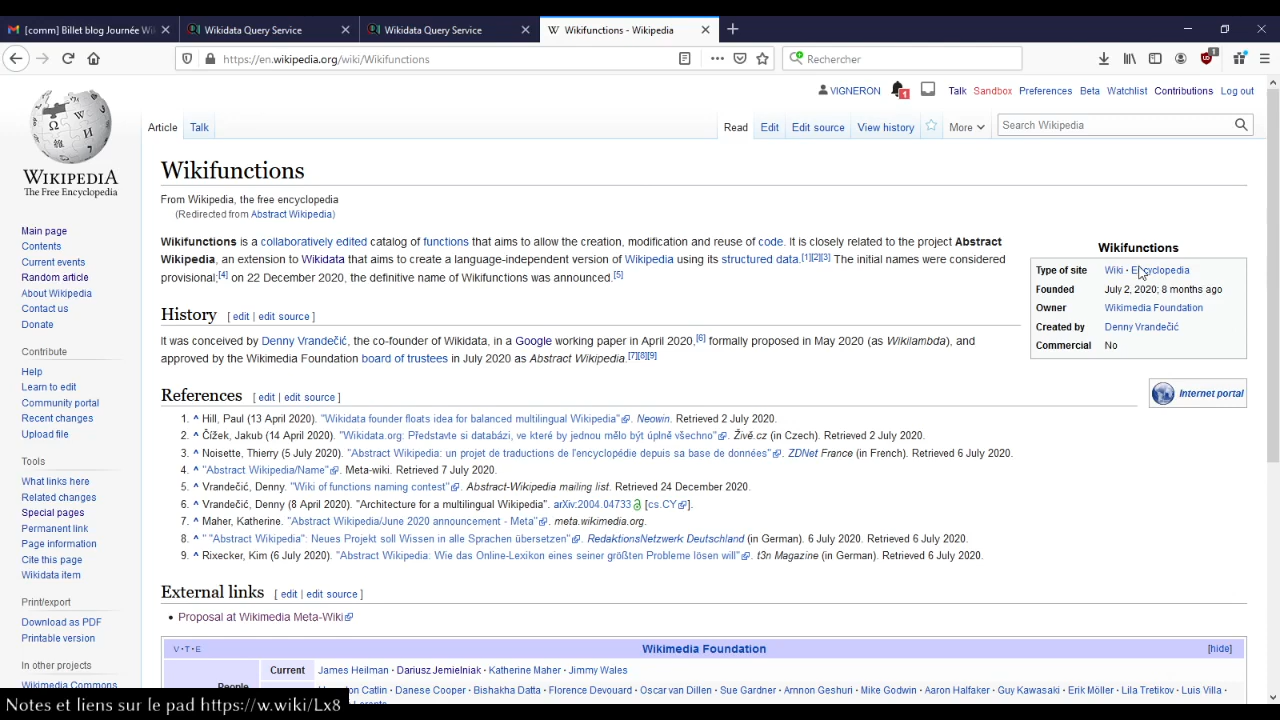 [comm] Billet blog Journée Wi
Wikidata Query Service
Wikidata Query Service
Wikifunctions - Wikipedia
https://en.wikipedia.org/wiki/Wikifunctions
Rechercher
VIGNERON 1 Talk Sandbox Preferences Beta Watchlist Contributions Log out
Article Talk Read Edit Edit source View history More Search Wikipedia
WIKIPEDIA
The Free Encyclopedia
Main page
Contents
Current events
Random article
About Wikipedia
Contact us
Donate
Contribute
Help
Learn to edit
Community portal
Recent changes
Upload file
Tools
What links here
Related changes
Special pages
Permanent link
Page information
Cite this page
Wikidata item
Print/export
Download as PDF
Printable version
In other projects
Wikimedia Commons
Wikifunctions
From Wikipedia, the free encyclopedia
(Redirected from Abstract Wikipedia)
Wikifunctions is a collaboratively edited catalog of functions that aims to allow the creation, modification and reuse of code. It is closely related to the project Abstract
Wikipedia, an extension to Wikidata that aims to create a language-independent version of Wikipedia using its structured data.[1][2][3] The initial names were considered
provisional;[4] on 22 December 2020, the definitive name of Wikifunctions was announced.[5]
Wikifunctions
Type of site Wiki · Encyclopedia
Founded July 2, 2020; 8 months ago
Owner Wikimedia Foundation
Created by Denny Vrandečić
Commercial No
Internet portal
History [ edit | edit source ]
It was conceived by Denny Vrandečić, the co-founder of Wikidata, in a Google working paper in April 2020,[6] formally proposed in May 2020 (as Wikilambda), and
approved by the Wikimedia Foundation board of trustees in July 2020 as Abstract Wikipedia.[7][8][9]
References [ edit | edit source ]
1. ^ Hill, Paul (13 April 2020). "Wikidata founder floats idea for balanced multilingual Wikipedia". Neowin. Retrieved 2 July 2020.
2. ^ Čížek, Jakub (14 April 2020). "Wikidata.org: Představte si databázi, ve které by jednou mělo být úplně všechno". Živě.cz (in Czech). Retrieved 2 July 2020.
3. ^ Noisette, Thierry (5 July 2020). "Abstract Wikipedia: un projet de traductions de l'encyclopédie depuis sa base de données". ZDNet France (in French). Retrieved 6 July 2020.
4. ^ "Abstract Wikipedia/Name". Meta-wiki. Retrieved 7 July 2020.
5. ^ Vrandečić, Denny. "Wiki of functions naming contest". Abstract-Wikipedia mailing list. Retrieved 24 December 2020.
6. ^ Vrandečić, Denny (8 April 2020). "Architecture for a multilingual Wikipedia". arXiv:2004.04733 [cs.CY].
7. ^ Maher, Katherine. "Abstract Wikipedia/June 2020 announcement - Meta". meta.wikimedia.org.
8. ^ " "Abstract Wikipedia": Neues Projekt soll Wissen in alle Sprachen übersetzen". RedaktionsNetzwerk Deutschland (in German). 6 July 2020. Retrieved 6 July 2020.
9. ^ Rixecker, Kim (6 July 2020). "Abstract Wikipedia: Wie das Online-Lexikon eines seiner größten Probleme lösen will". t3n Magazine (in German). Retrieved 6 July 2020.
External links [ edit | edit source ]
• Proposal at Wikimedia Meta-Wiki
V·T·E Wikimedia Foundation [hide]
Current James Heilman · Dariusz Jemielniak · Katherine Maher · Jimmy Wales
People
Catlin · Danese Cooper · Bishakha Datta · Florence Devouard · Oscar van Dillen · Sue Gardner · Arnnon Geshuri · Mike Godwin · Aaron Halfaker · Guy Kawasaki · Erik Möller · Lila Tretikov · Luis Villa ·
Notes et liens sur le pad https://w.wiki/Lx8